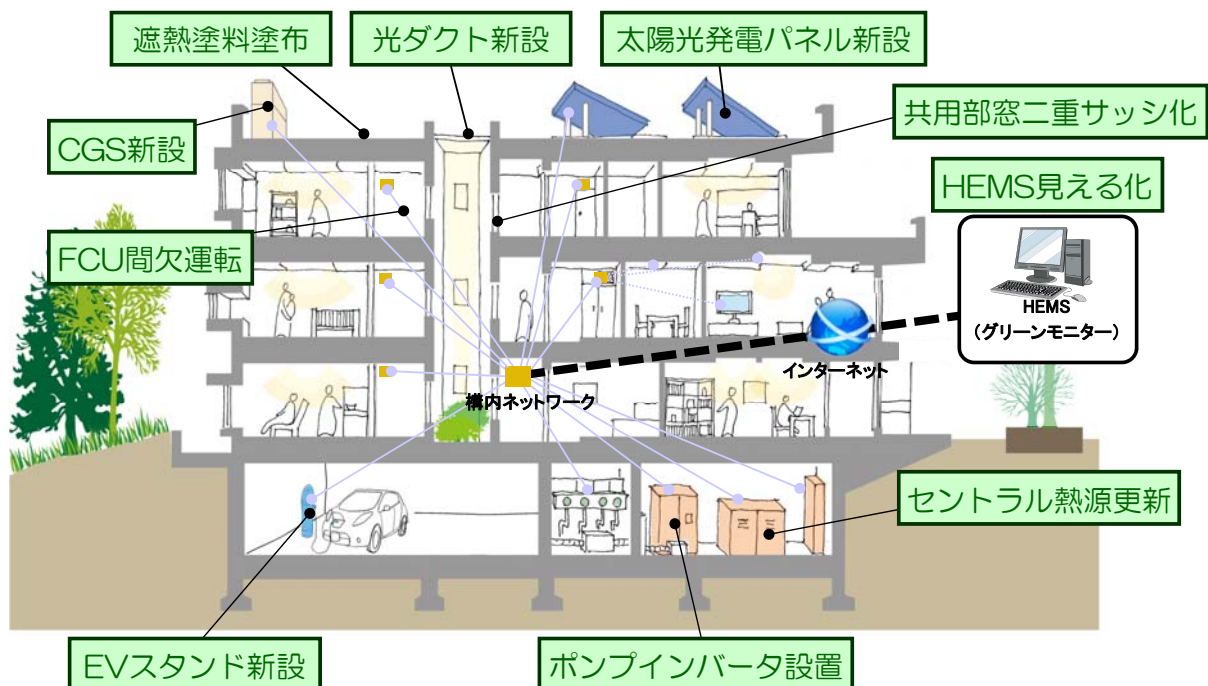 遮熱塗料塗布
光ダクト新設
太陽光発電パネル新設
共用部窓二重サッシ化
CGS新設
HEMS見える化
FCU間欠運転
HEMS
(グリーンモニター)
インターネット
構内ネットワーク
セントラル熱源更新
EVスタンド新設
ポンプインバータ設置